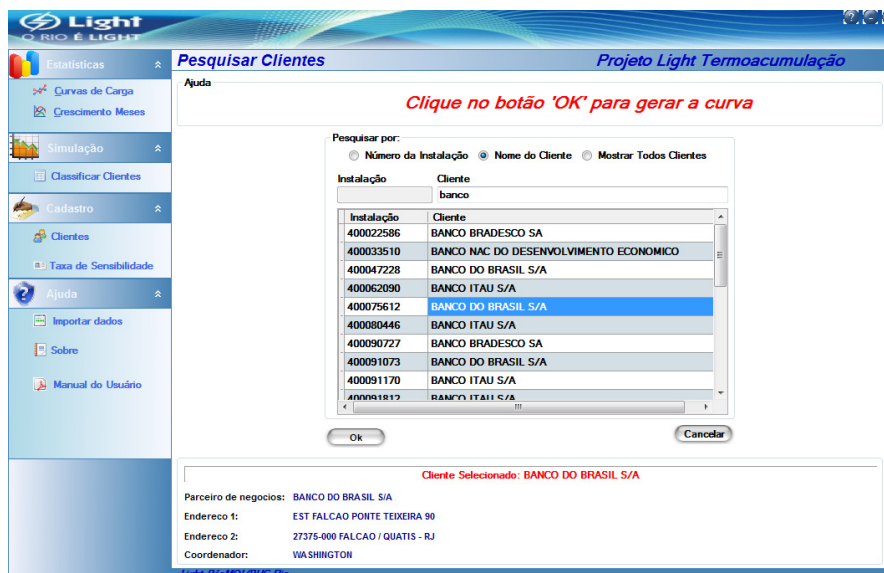 Light
O RIO É LIGHT
Estatísticas
Curvas de Carga
Crescimento Meses
Simulação
Classificar Clientes
Cadastro
Clientes
Taxa de Sensibilidade
Ajuda
Importar dados
Sobre
Manual do Usuário
Pesquisar Clientes Projeto Light Termoacumulação
Ajuda
Clique no botão 'OK' para gerar a curva
Pesquisar por:
Número da Instalação Nome do Cliente Mostrar Todos Clientes
Instalação Cliente
banco
Instalação Cliente
400022586 BANCO BRADESCO SA
400033510 BANCO NAC DO DESENVOLVIMENTO ECONOMICO
400047228 BANCO DO BRASIL S/A
400062090 BANCO ITAU S/A
400075612 BANCO DO BRASIL S/A
400080446 BANCO ITAU S/A
400090727 BANCO BRADESCO SA
400091073 BANCO DO BRASIL S/A
400091170 BANCO ITAU S/A
400091812 BANCO ITAU S/A
Ok Cancelar
Cliente Selecionado: BANCO DO BRASIL S/A
Parceiro de negocios: BANCO DO BRASIL S/A
Endereco 1: EST FALCAO PONTE TEIXEIRA 90
Endereco 2: 27375-000 FALCAO / QUATIS - RJ
Coordenador: WASHINGTON